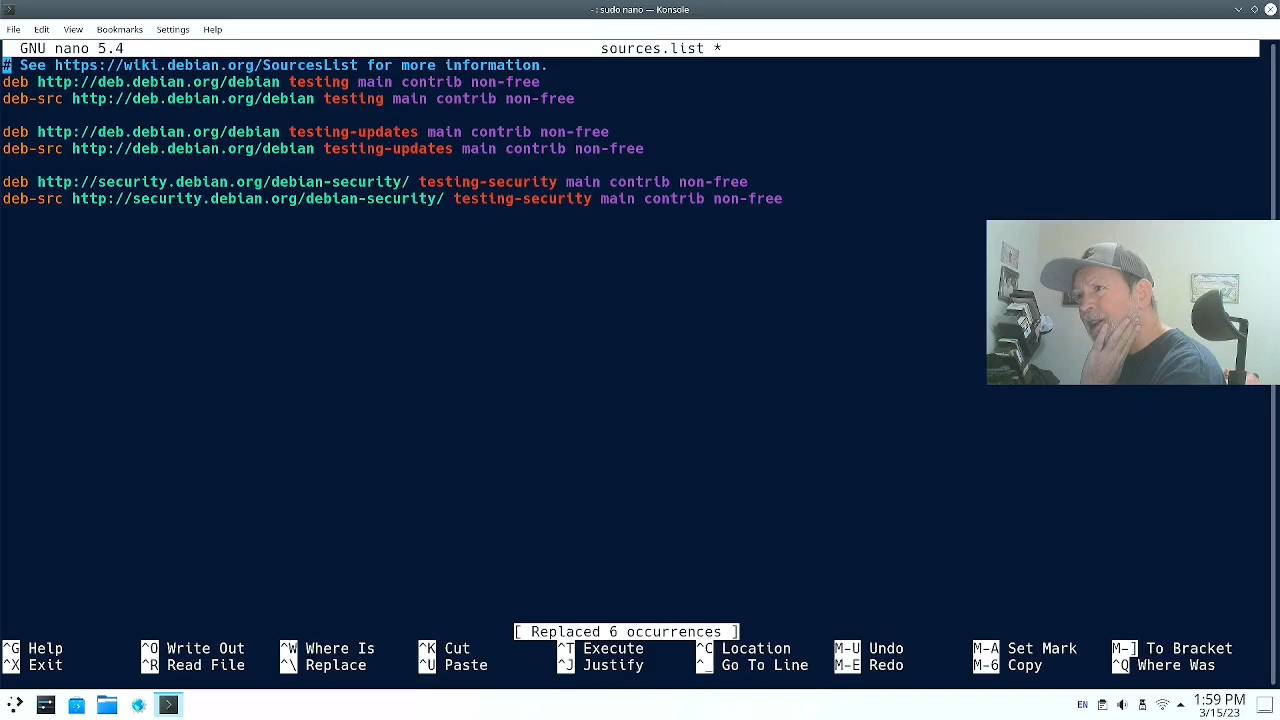 - : sudo nano — Konsole
File Edit View Bookmarks Settings Help
GNU nano 5.4 sources.list *
# See https://wiki.debian.org/SourcesList for more information.
deb http://deb.debian.org/debian testing main contrib non-free
deb-src http://deb.debian.org/debian testing main contrib non-free
deb http://deb.debian.org/debian testing-updates main contrib non-free
deb-src http://deb.debian.org/debian testing-updates main contrib non-free
deb http://security.debian.org/debian-security/ testing-security main contrib non-free
deb-src http://security.debian.org/debian-security/ testing-security main contrib non-free
[ Replaced 6 occurrences ]
^G Help ^O Write Out ^W Where Is ^K Cut ^T Execute ^C Location M-U Undo M-A Set Mark M-] To Bracket
^X Exit ^R Read File ^\ Replace ^U Paste ^J Justify ^_ Go To Line M-E Redo M-6 Copy ^Q Where Was
EN 1:59 PM
3/15/23